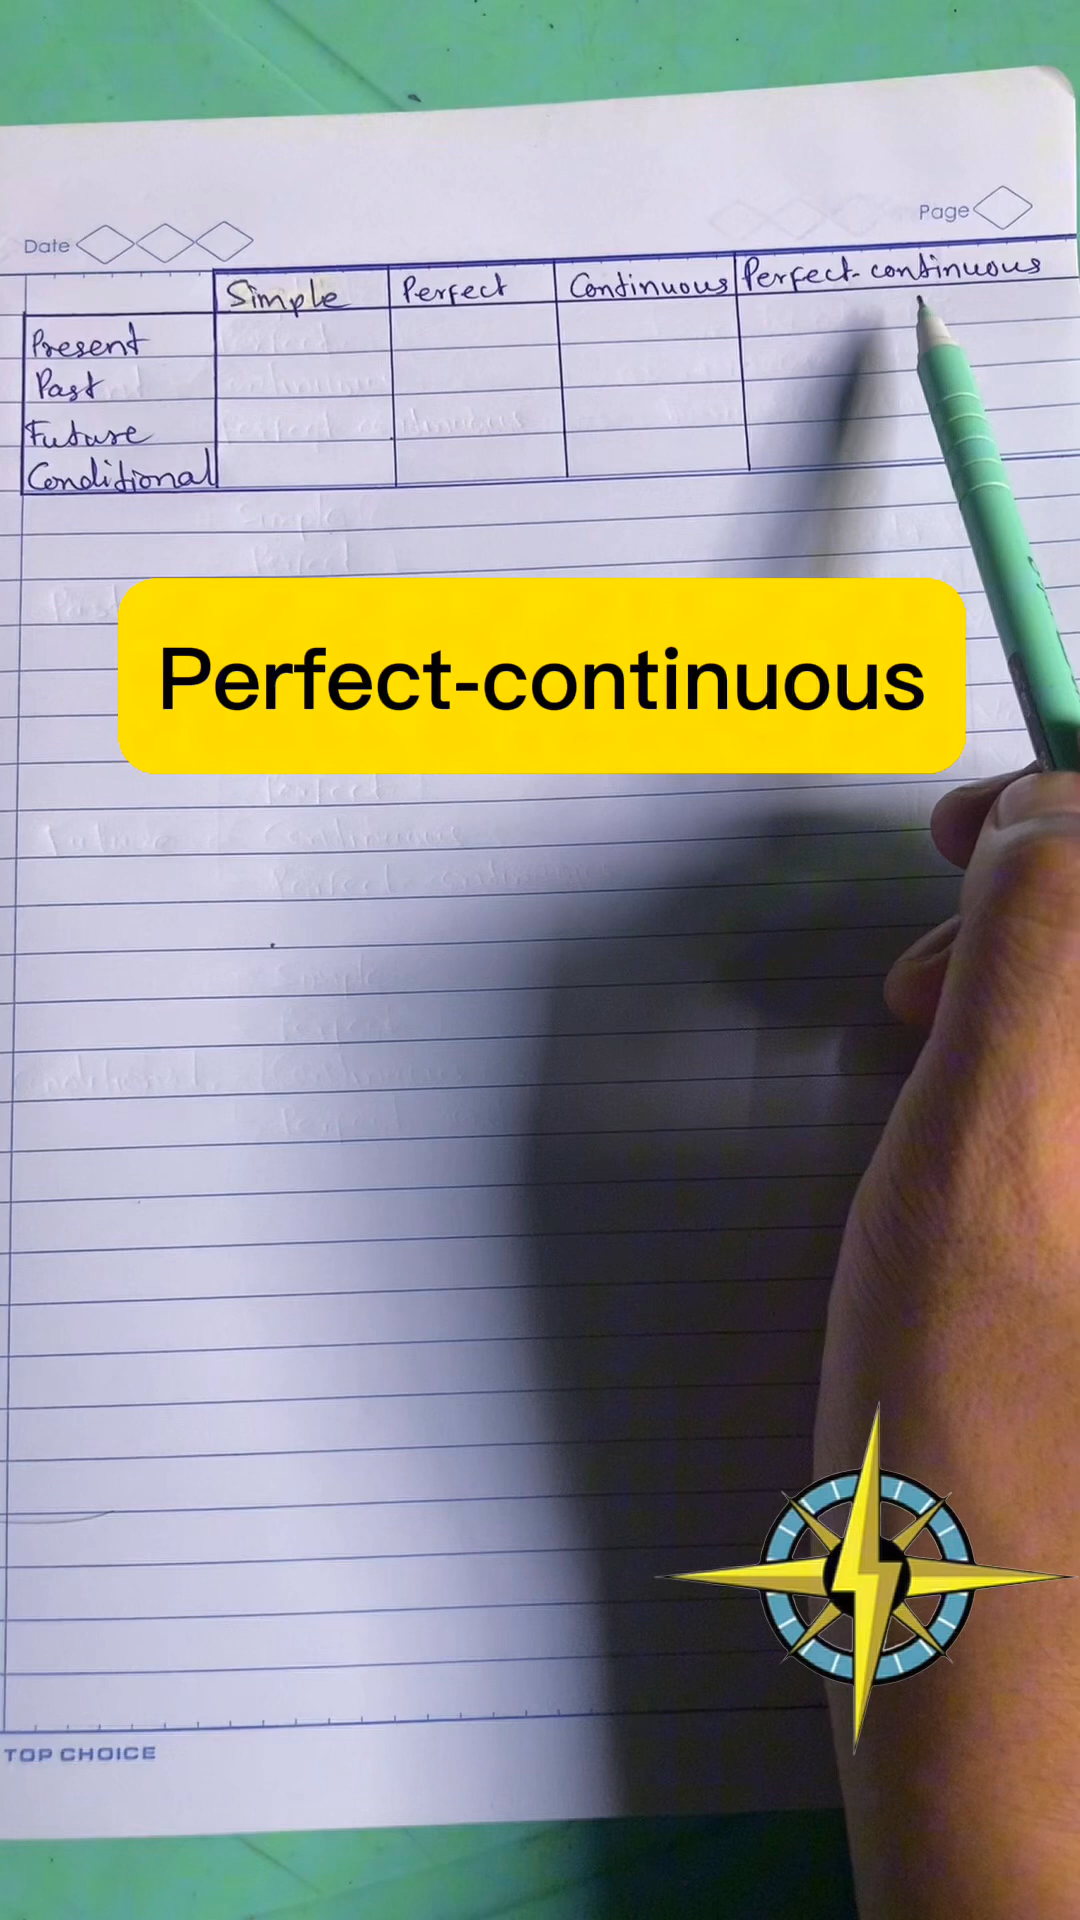 Date
Page
Simple Perfect Continuous Perfect-continuous
Present
Past
Future
Conditional
Perfect-continuous
TOP CHOICE